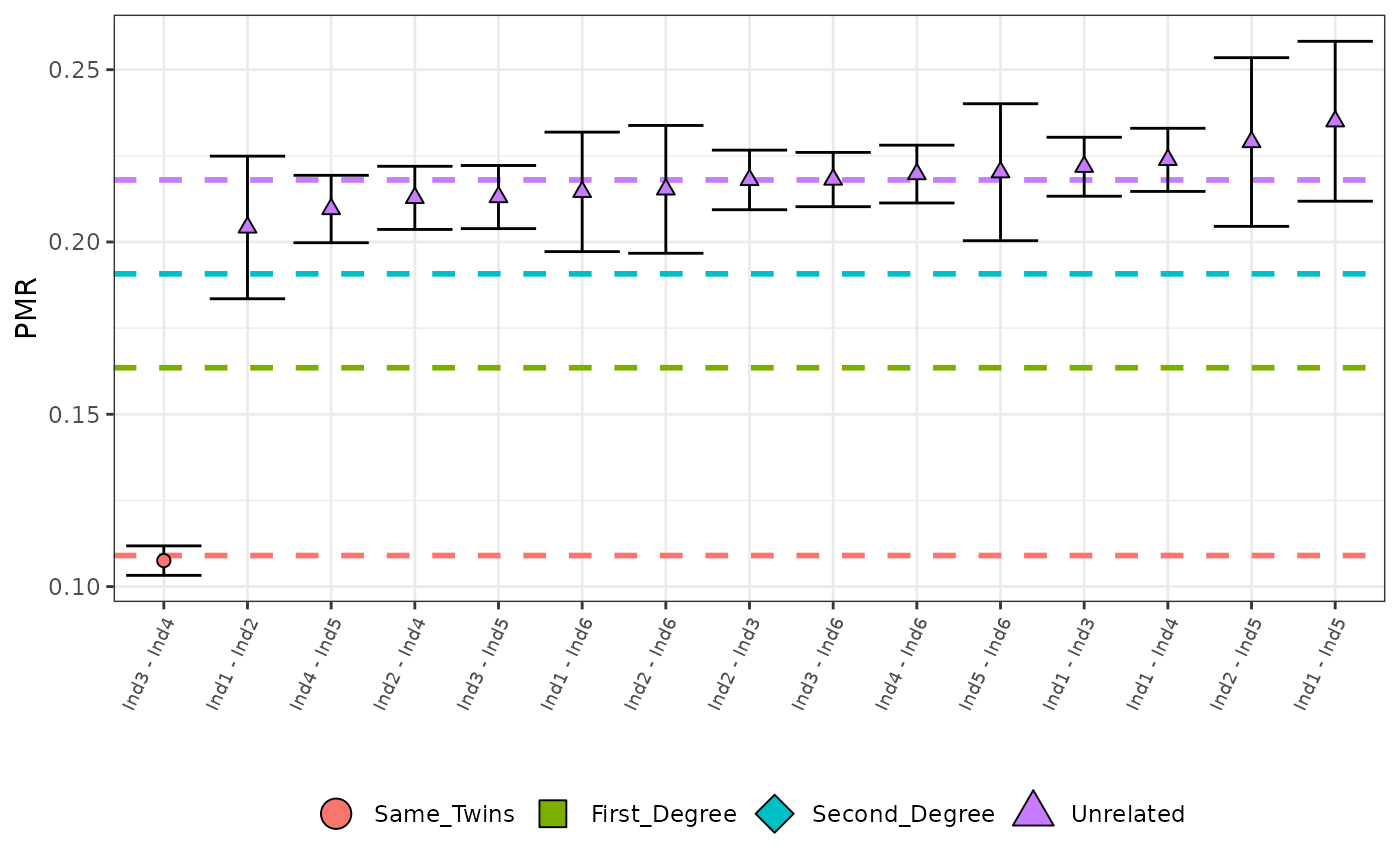 PMR
0.25
0.20
0.15
0.10
Ind3 - Ind4
Ind1 - Ind2
Ind4 - Ind5
Ind2 - Ind4
Ind3 - Ind5
Ind1 - Ind6
Ind2 - Ind6
Ind2 - Ind3
Ind3 - Ind6
Ind4 - Ind6
Ind5 - Ind6
Ind1 - Ind3
Ind1 - Ind4
Ind2 - Ind5
Ind1 - Ind5
Same_Twins First_Degree Second_Degree Unrelated